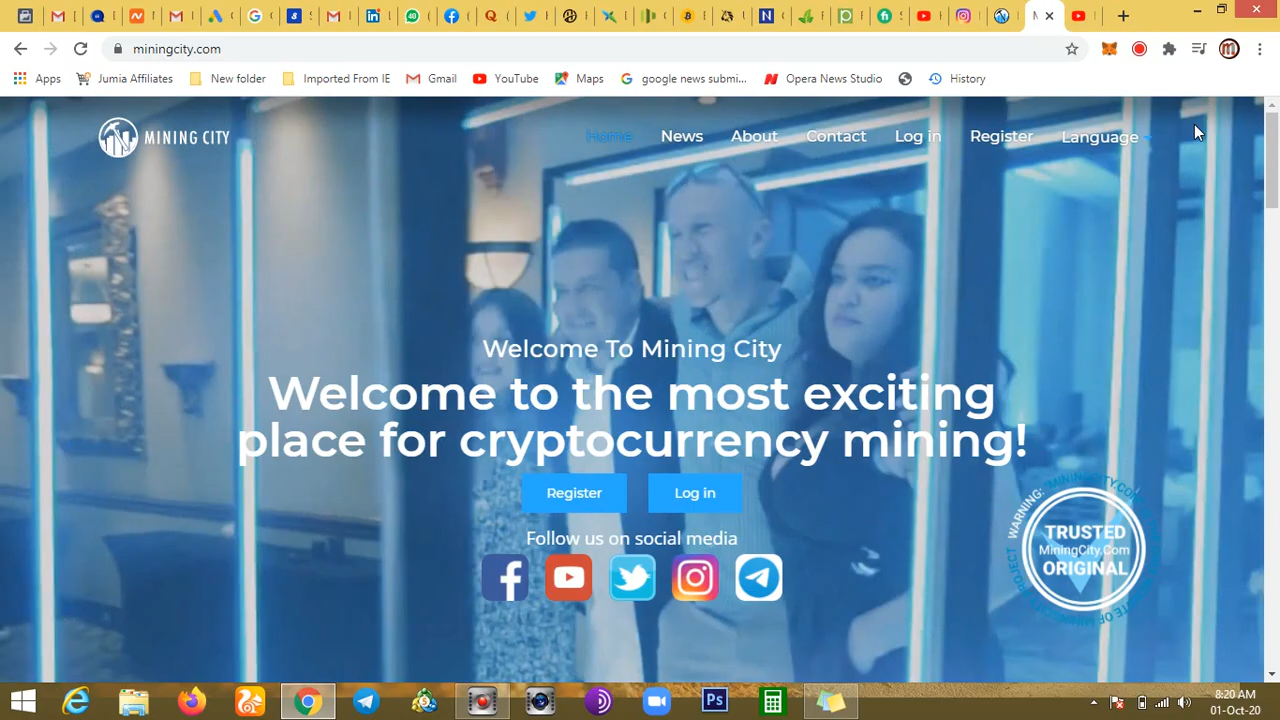 miningcity.com
Apps
Jumia Affiliates
New folder
Imported From IE
Gmail
YouTube
Maps
google news submi...
Opera News Studio
History
MINING CITY
Home
News
About
Contact
Log in
Register
Language
Welcome To Mining City
Welcome to the most exciting
place for cryptocurrency mining!
Register
Log in
Follow us on social media
TRUSTED
MiningCity.Com
ORIGINAL
WARNING:
8:20 AM
01-Oct-20